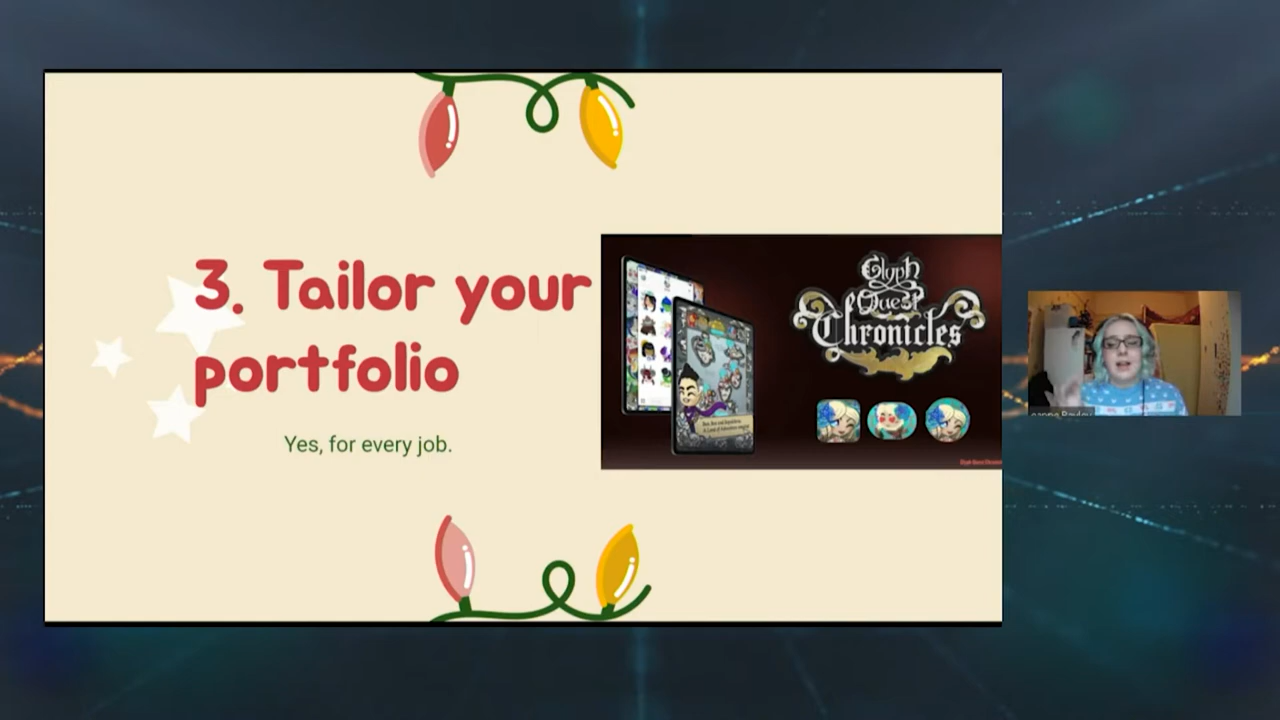 3. Tailor your
portfolio
Yes, for every job.
Glyph
Quest
Chronicles